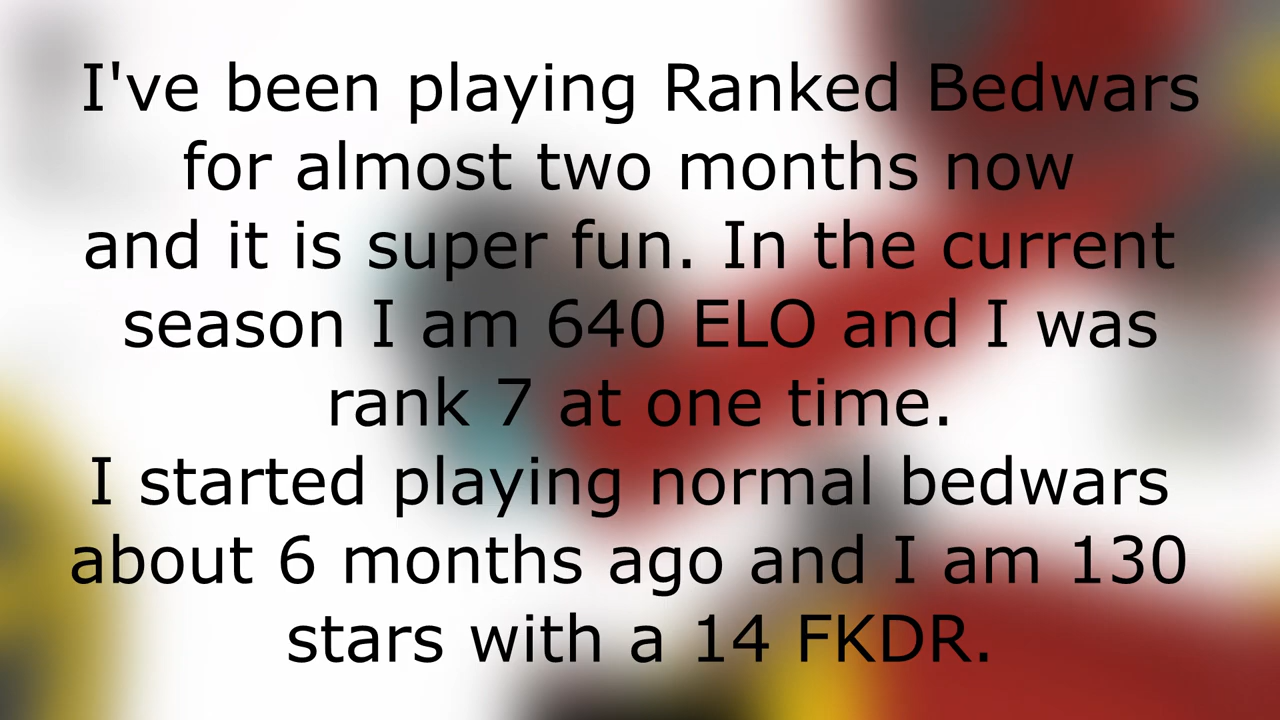 I've been playing Ranked Bedwars
for almost two months now
and it is super fun. In the current
season I am 640 ELO and I was
rank 7 at one time.
I started playing normal bedwars
about 6 months ago and I am 130
stars with a 14 FKDR.